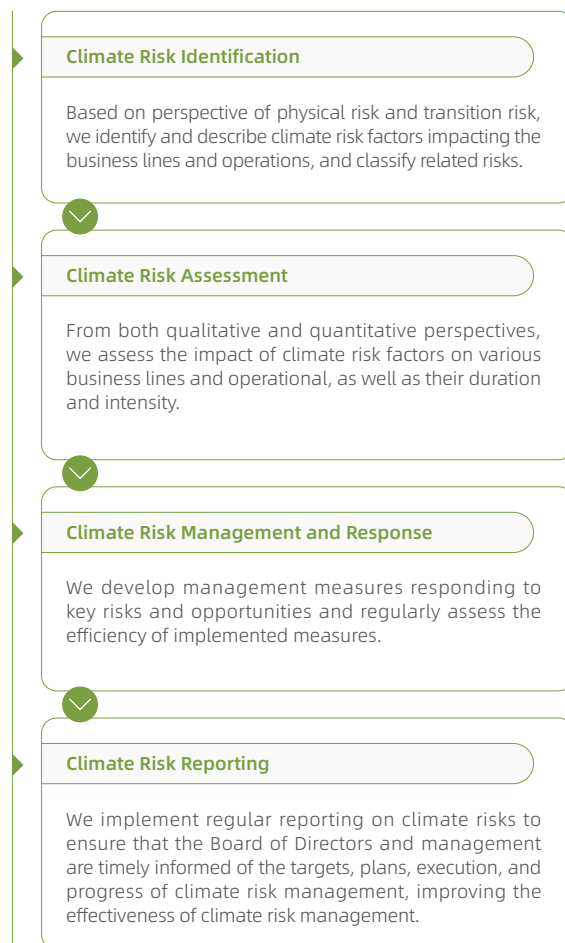 Climate Risk Identification
Based on perspective of physical risk and transition risk,
we identify and describe climate risk factors impacting the
business lines and operations, and classify related risks.
Climate Risk Assessment
From both qualitative and quantitative perspectives,
we assess the impact of climate risk factors on various
business lines and operational, as well as their duration
and intensity.
Climate Risk Management and Response
We develop management measures responding to
key risks and opportunities and regularly assess the
efficiency of implemented measures.
Climate Risk Reporting
We implement regular reporting on climate risks to
ensure that the Board of Directors and management
are timely informed of the targets, plans, execution, and
progress of climate risk management, improving the
effectiveness of climate risk management.